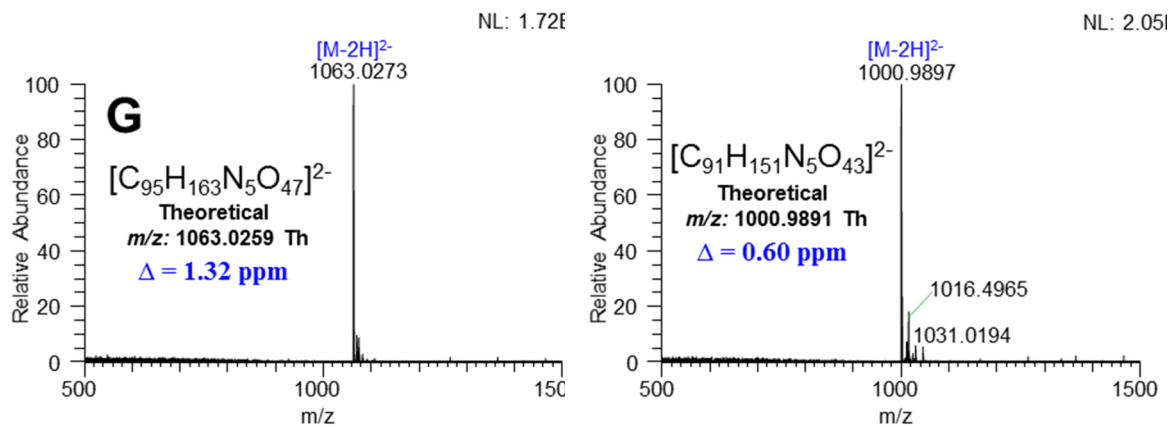 NL: 1.72E
[M-2H]²⁻
1063.0273
G
[C₉₅H₁₆₃N₅O₄₇]²⁻
Theoretical
m/z: 1063.0259 Th
Δ = 1.32 ppm
Relative Abundance
100
80
60
40
20
0
500
1000
150
m/z
NL: 2.05
[M-2H]²⁻
1000.9897
[C₉₁H₁₅₁N₅O₄₃]²⁻
Theoretical
m/z: 1000.9891 Th
Δ = 0.60 ppm
1016.4965
1031.0194
Relative Abundance
100
80
60
40
20
0
500
1000
1500
m/z